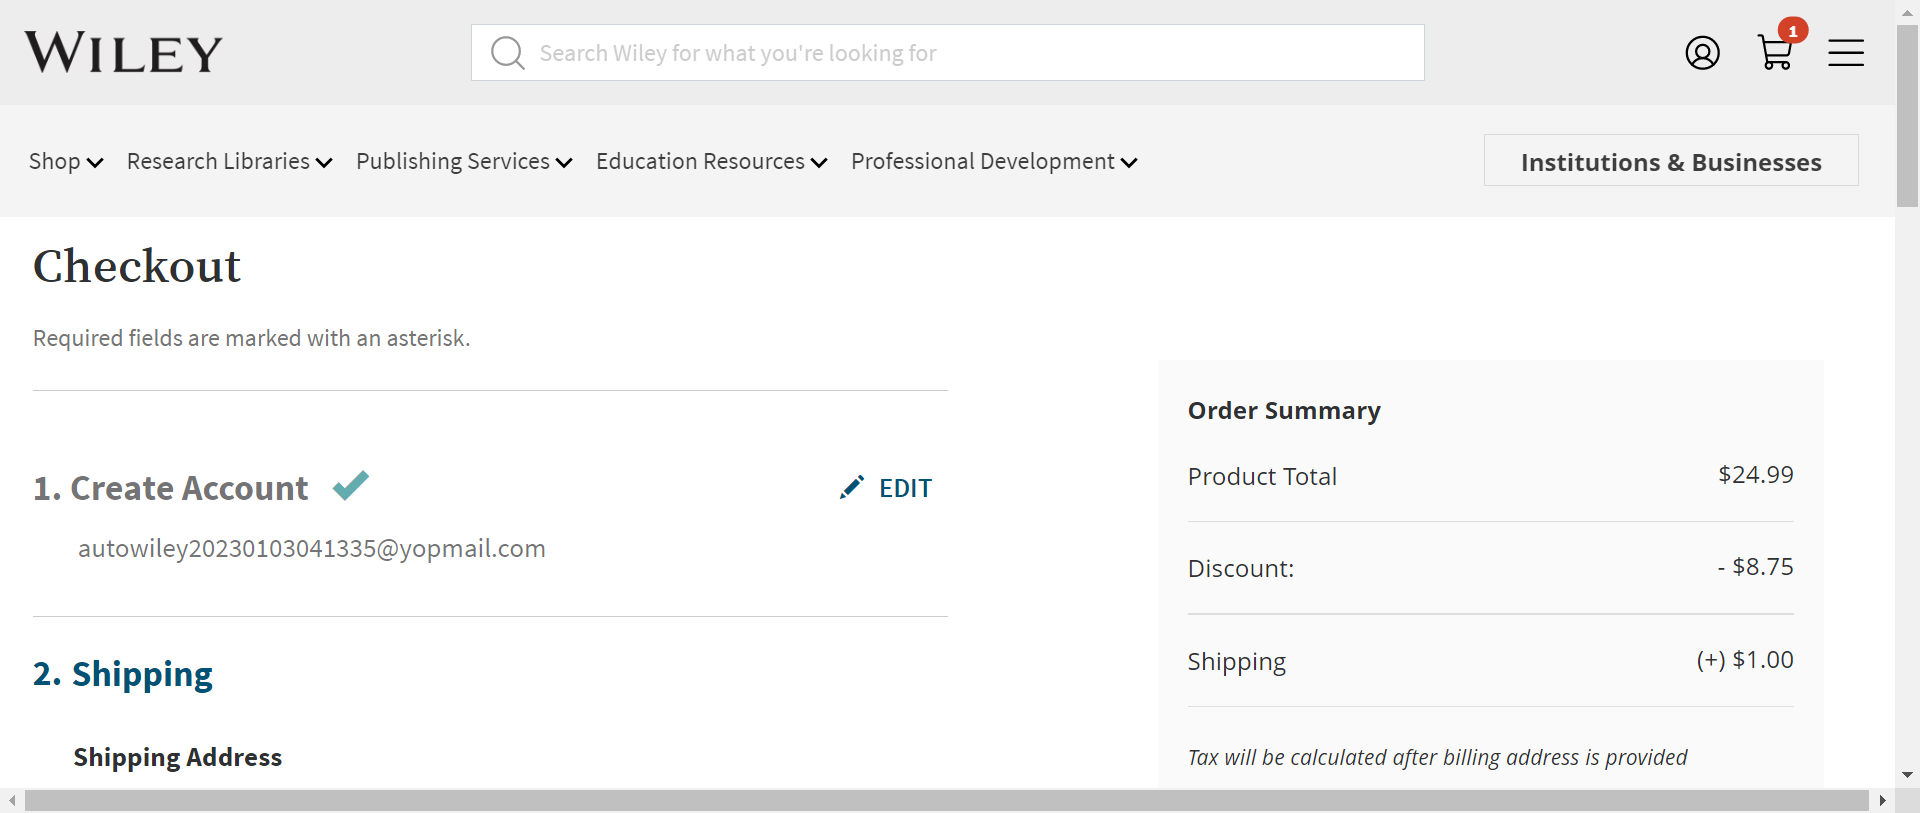 WILEY
Search Wiley for what you're looking for
1
Shop Research Libraries Publishing Services Education Resources Professional Development Institutions & Businesses
Checkout
Required fields are marked with an asterisk.
1. Create Account EDIT
autowiley20230103041335@yopmail.com
2. Shipping
Shipping Address
Order Summary
Product Total $24.99
Discount: - $8.75
Shipping (+) $1.00
Tax will be calculated after billing address is provided